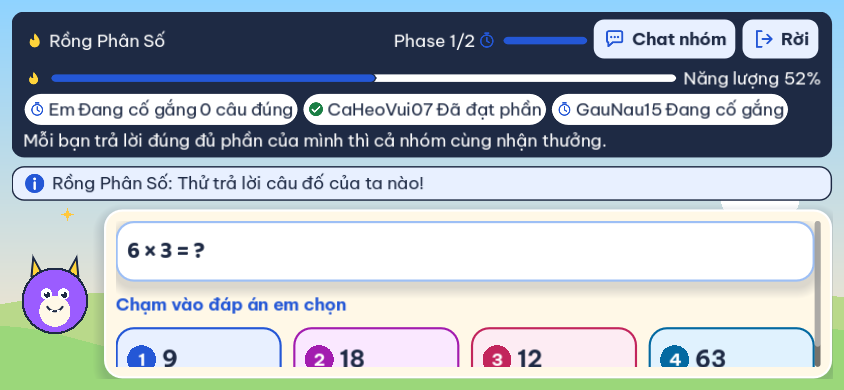 Rồng Phân Số
Phase 1/2
Chat nhóm
Rời
Năng lượng 52%
Em Đang cố gắng 0 câu đúng
CaHeoVui07 Đã đạt phần
GauNau15 Đang cố gắng
Mỗi bạn trả lời đúng đủ phần của mình thì cả nhóm cùng nhận thưởng.
Rồng Phân Số: Thử trả lời câu đố của ta nào!
6 × 3 = ?
Chạm vào đáp án em chọn
1 9
2 18
3 12
4 63